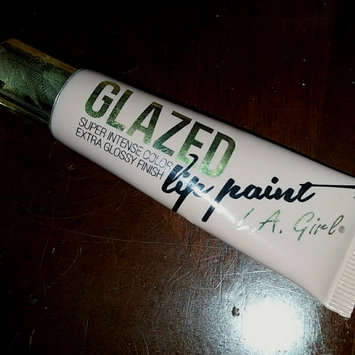 GLAZED
SUPER INTENSE COLOR
EXTRA GLOSSY FINISH
lip paint
L.A. Girl®